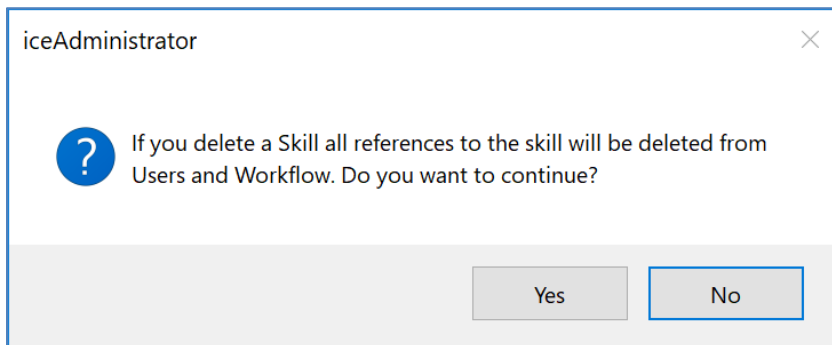 iceAdministrator
If you delete a Skill all references to the skill will be deleted from
Users and Workflow. Do you want to continue?
Yes No